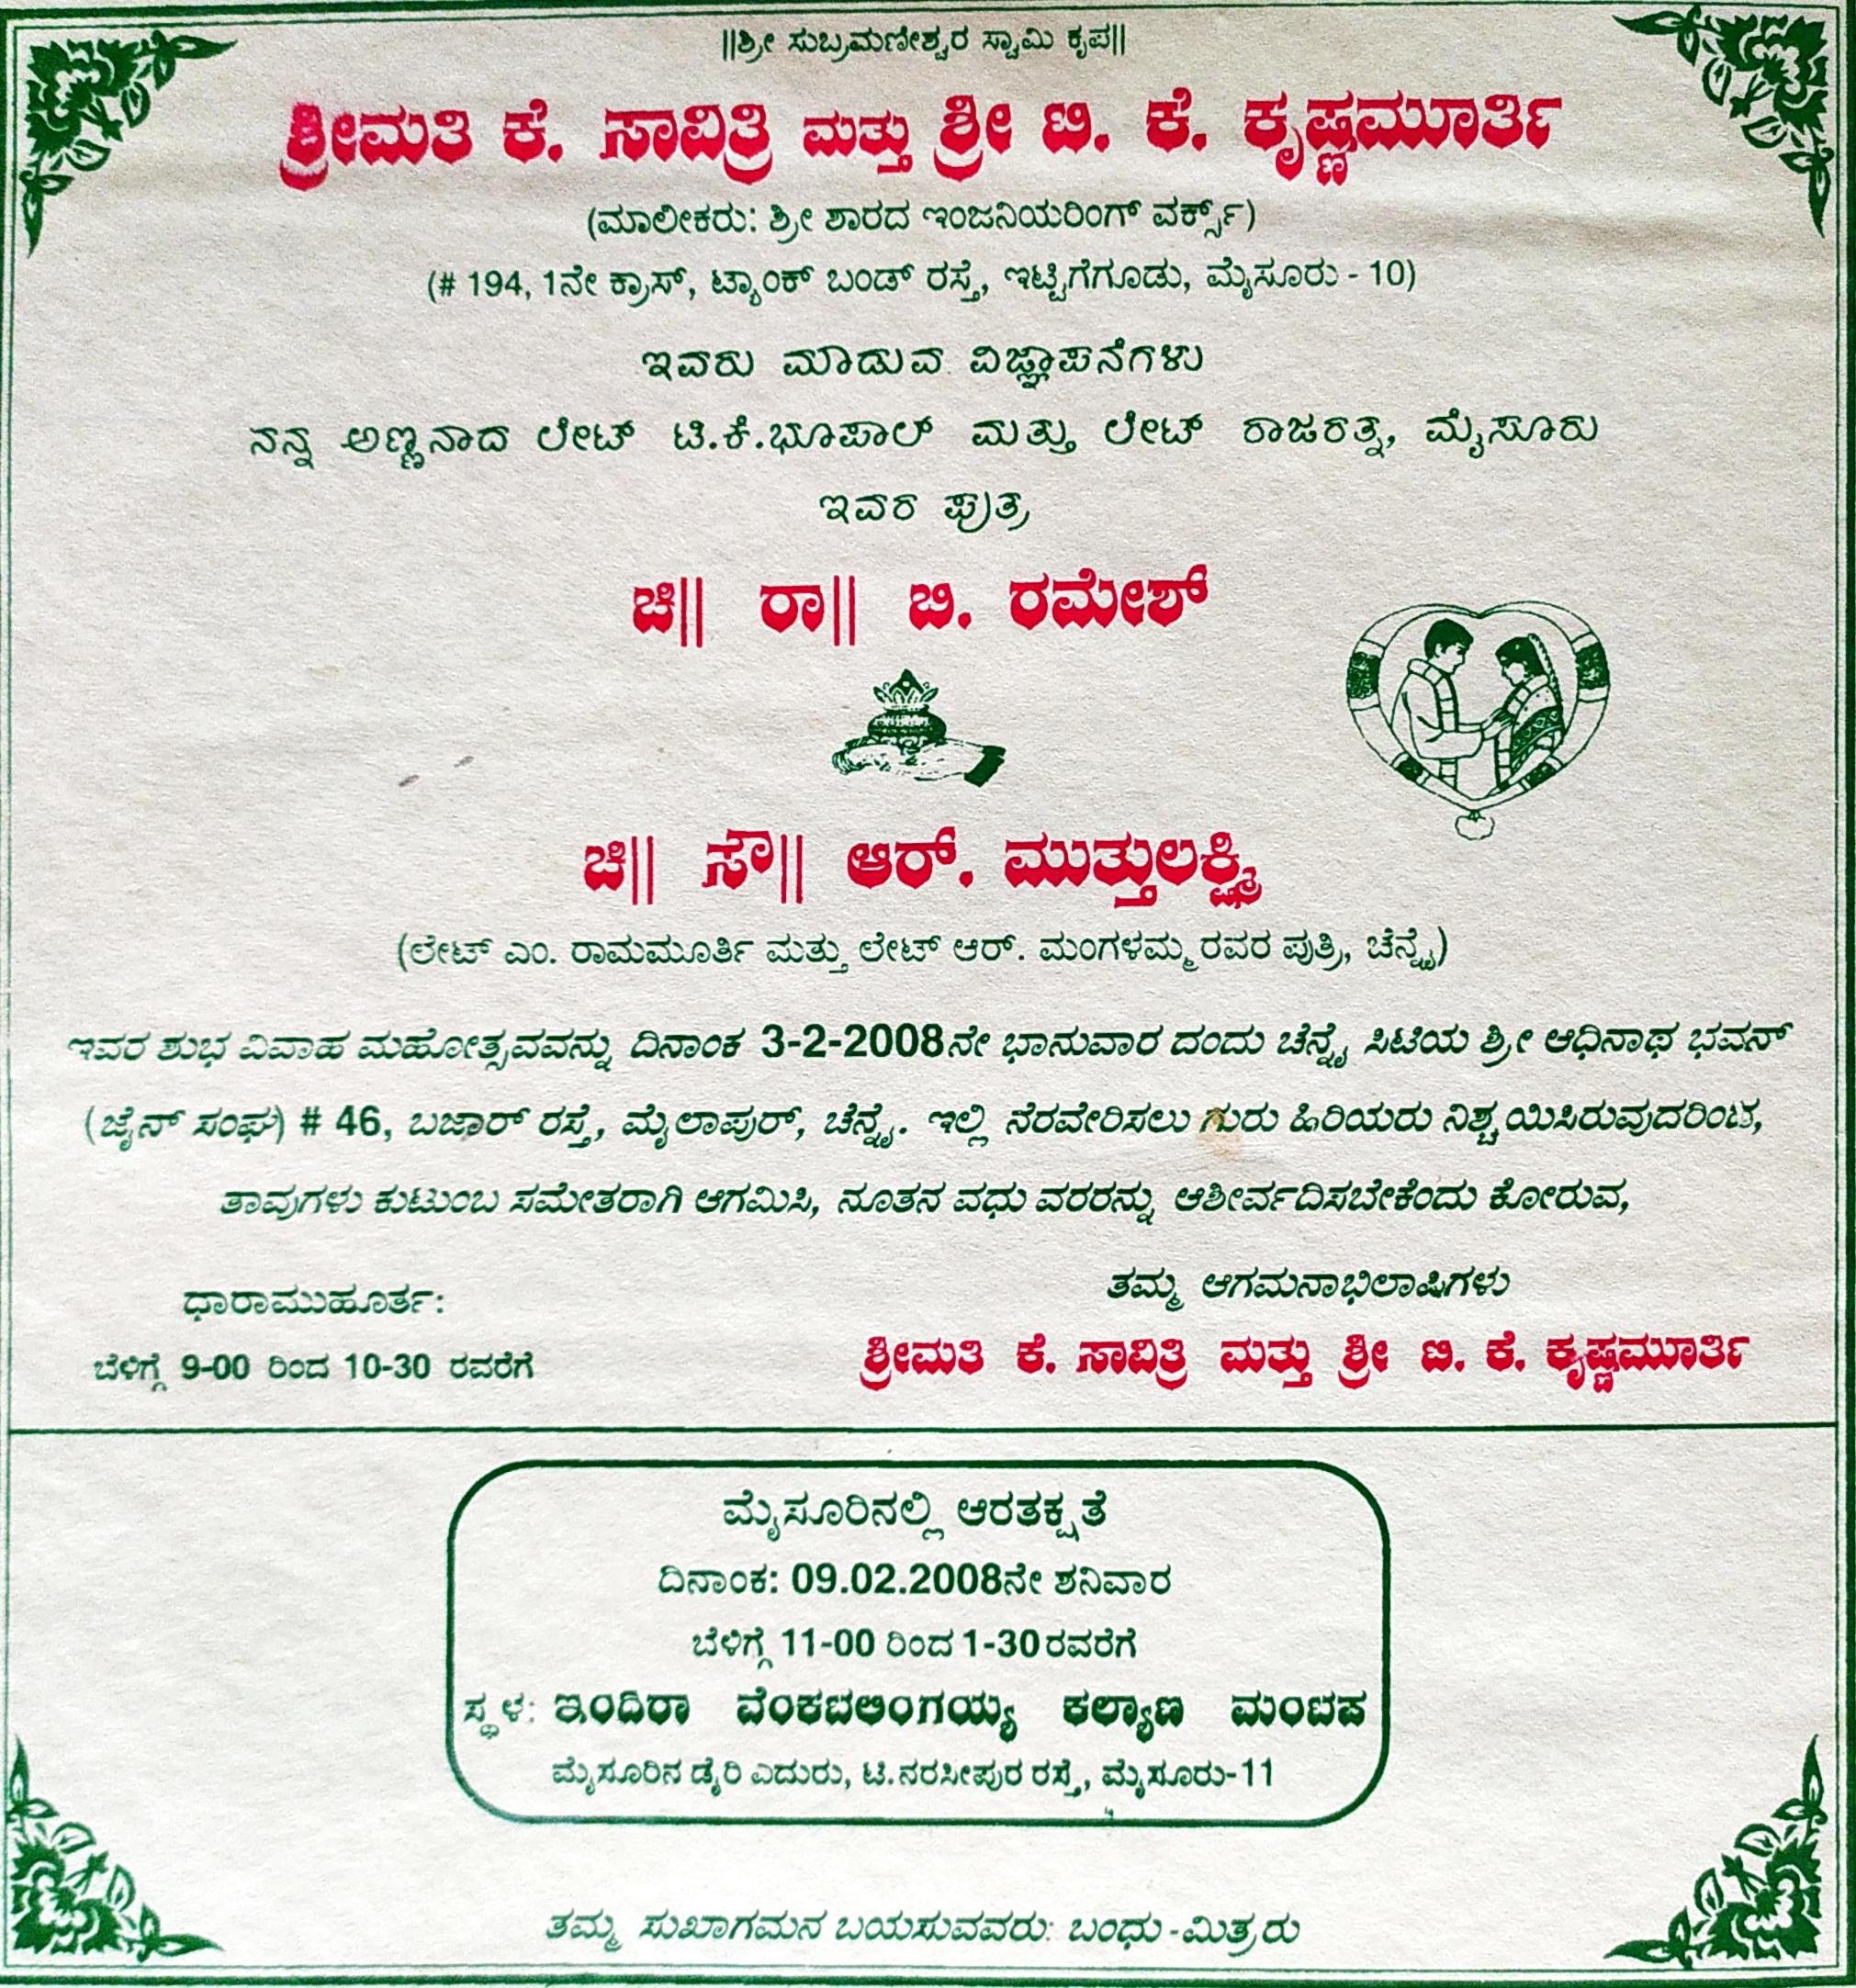 ||ಶ್ರೀ ಸುಬ್ರಮಣೇಶ್ವರ ಸ್ವಾಮಿ ಕೃಪ||
ಶ್ರೀಮತಿ ಕೆ. ಸಾವಿತ್ರಿ ಮತ್ತು ಶ್ರೀ ಟಿ. ಕೆ. ಕೃಷ್ಣಮೂರ್ತಿ
(ಮಾಲೀಕರು: ಶ್ರೀ ಶಾರದ ಇಂಜನಿಯರಿಂಗ್ ವರ್ಕ್ಸ್)
(# 194, 1ನೇ ಕ್ರಾಸ್, ಟ್ಯಾಂಕ್ ಬಂಡ್ ರಸ್ತೆ, ಇಟ್ಟಿಗೆಗೂಡು, ಮೈಸೂರು - 10)
ಇವರು ಮಾಡುವ ವಿಜ್ಞಾಪನೆಗಳು
ನನ್ನ ಅಣ್ಣನಾದ ಲೇಟ್ ಟಿ.ಕೆ.ಭೂಪಾಲ್ ಮತ್ತು ಲೇಟ್ ರಾಜರತ್ನ, ಮೈಸೂರು
ಇವರ ಪುತ್ರ
ಚಿ|| ರಾ|| ಬಿ. ರಮೇಶ್
ಚಿ|| ಸೌ|| ಆರ್. ಮುತ್ತುಲಕ್ಷ್ಮಿ
(ಲೇಟ್ ಎಂ. ರಾಮಮೂರ್ತಿ ಮತ್ತು ಲೇಟ್ ಆರ್. ಮಂಗಳಮ್ಮ ರವರ ಪುತ್ರಿ, ಚೆನ್ನೈ)
ಇವರ ಶುಭ ವಿವಾಹ ಮಹೋತ್ಸವವನ್ನು ದಿನಾಂಕ 3-2-2008ನೇ ಭಾನುವಾರ ದಂದು ಚೆನ್ನೈ ಸಿಟಿಯ ಶ್ರೀ ಆಧಿನಾಥ ಭವನ್
(ಜೈನ್ ಸಂಘ) # 46, ಬಜಾರ್ ರಸ್ತೆ, ಮೈಲಾಪುರ್, ಚೆನ್ನೈ. ಇಲ್ಲಿ ನೆರವೇರಿಸಲು ಗುರು ಹಿರಿಯರು ನಿಶ್ಚಯಿಸಿರುವುದರಿಂದ,
ತಾವುಗಳು ಕುಟುಂಬ ಸಮೇತರಾಗಿ ಆಗಮಿಸಿ, ನೂತನ ವಧು ವರರನ್ನು ಆಶೀರ್ವದಿಸಬೇಕೆಂದು ಕೋರುವ,
ತಮ್ಮ ಆಗಮನಾಭಿಲಾಷಿಗಳು
ಶ್ರೀಮತಿ ಕೆ. ಸಾವಿತ್ರಿ ಮತ್ತು ಶ್ರೀ ಟಿ. ಕೆ. ಕೃಷ್ಣಮೂರ್ತಿ
ಧಾರಾಮುಹೂರ್ತ:
ಬೆಳಿಗ್ಗೆ 9-00 ರಿಂದ 10-30 ರವರೆಗೆ
ಮೈಸೂರಿನಲ್ಲಿ ಆರತಕ್ಷತೆ
ದಿನಾಂಕ: 09.02.2008ನೇ ಶನಿವಾರ
ಬೆಳಿಗ್ಗೆ 11-00 ರಿಂದ 1-30ರವರೆಗೆ
ಸ್ಥಳ: ಇಂದಿರಾ ವೆಂಕಟಲಿಂಗಯ್ಯ ಕಲ್ಯಾಣ ಮಂಟಪ
ಮೈಸೂರಿನ ಡೈರಿ ಎದುರು, ಟಿ.ನರಸೀಪುರ ರಸ್ತೆ, ಮೈಸೂರು-11
ತಮ್ಮ ಸುಖಾಗಮನ ಬಯಸುವವರು: ಬಂಧು-ಮಿತ್ರರು